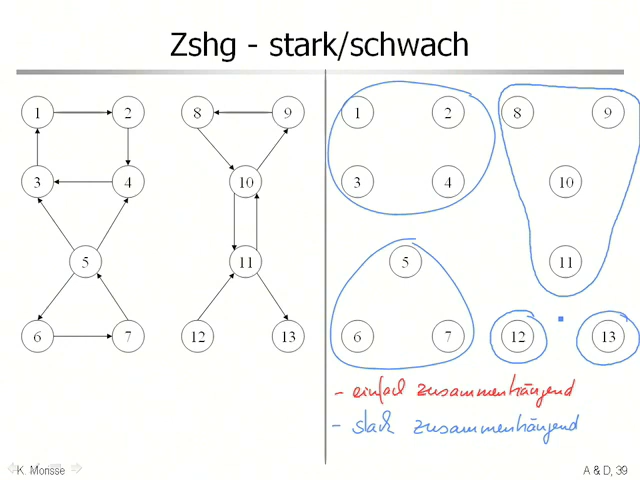 Zshg - stark/schwach
1 2 8 9 1 2 8 9
3 4 10 3 4 10
5 11 5 11
6 7 12 13 6 7 12 13
- einfach zusammenhängend
- stark zusammenhängend
K. Morisse A & D, 39